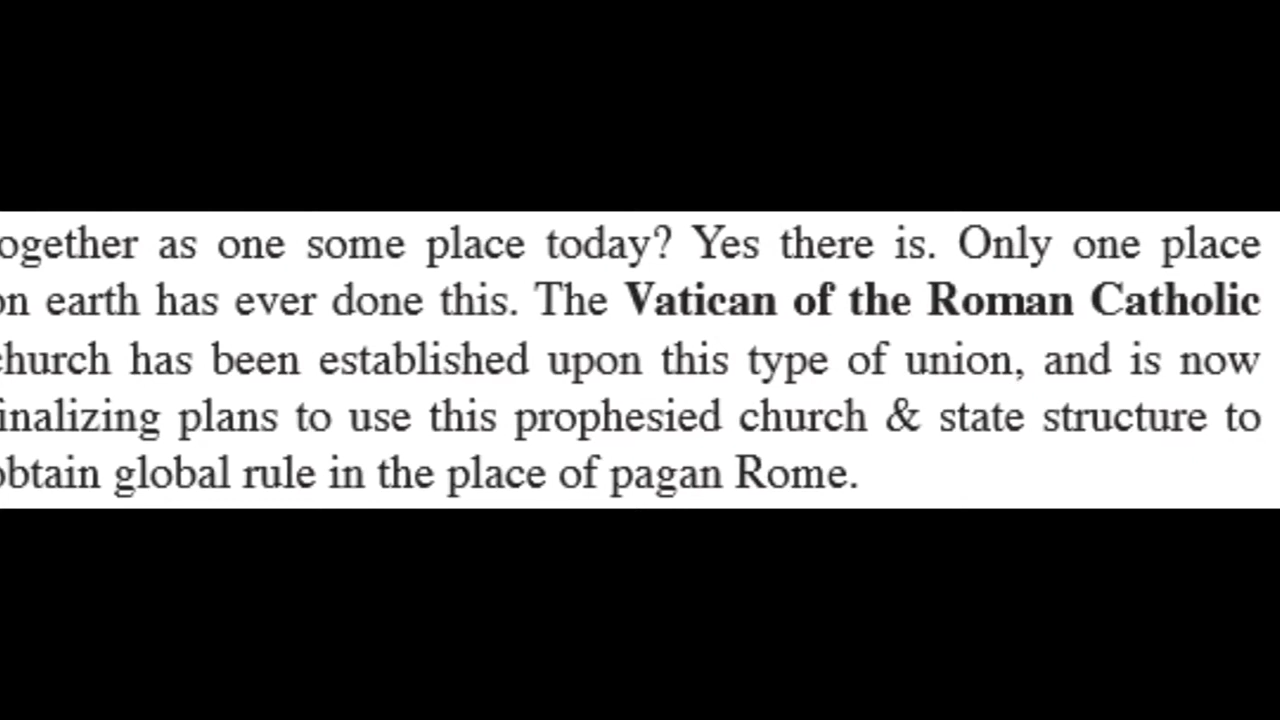 ogether as one some place today? Yes there is. Only one place
on earth has ever done this. The Vatican of the Roman Catholic
church has been established upon this type of union, and is now
inalizing plans to use this prophesied church & state structure to
obtain global rule in the place of pagan Rome.